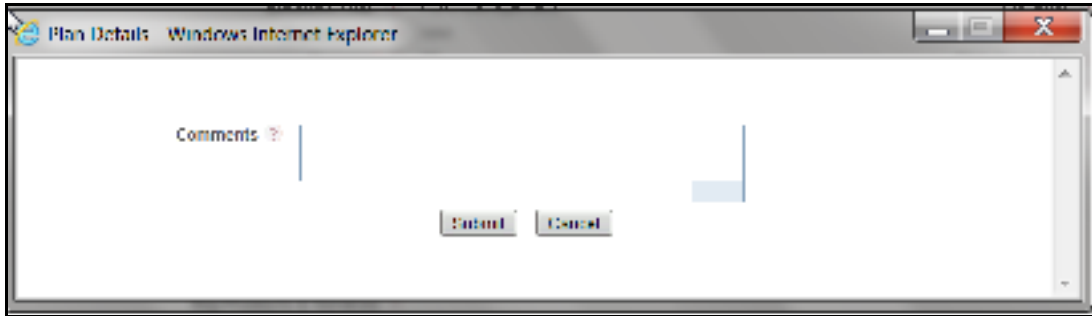 Plan Details - Windows Internet Explorer
Comments ?
Submit Cancel